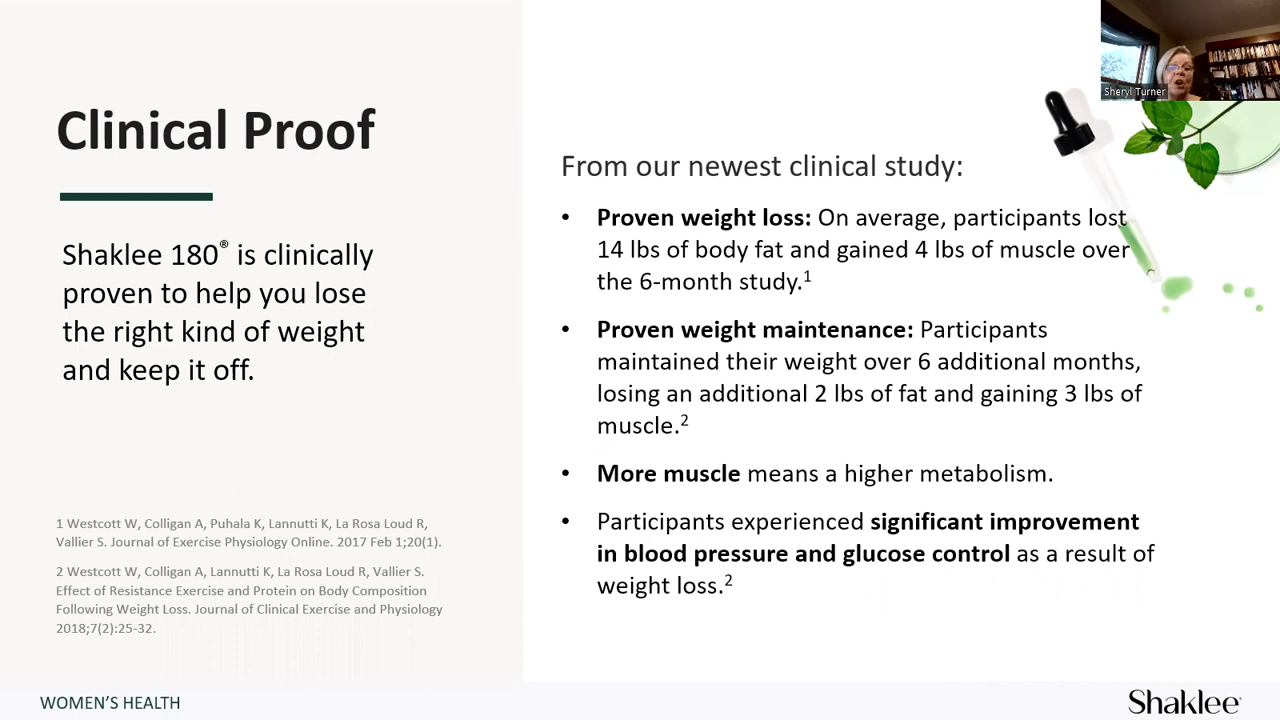 Sheryl Turner
Clinical Proof
Shaklee 180® is clinically
proven to help you lose
the right kind of weight
and keep it off.
1 Westcott W, Colligan A, Puhala K, Lannutti K, La Rosa Loud R,
Vallier S. Journal of Exercise Physiology Online. 2017 Feb 1;20(1).
2 Westcott W, Colligan A, Lannutti K, La Rosa Loud R, Vallier S.
Effect of Resistance Exercise and Protein on Body Composition
Following Weight Loss. Journal of Clinical Exercise and Physiology
2018;7(2):25-32.
From our newest clinical study:
• Proven weight loss: On average, participants lost
14 lbs of body fat and gained 4 lbs of muscle over
the 6-month study.1
• Proven weight maintenance: Participants
maintained their weight over 6 additional months,
losing an additional 2 lbs of fat and gaining 3 lbs of
muscle.2
• More muscle means a higher metabolism.
• Participants experienced significant improvement
in blood pressure and glucose control as a result of
weight loss.2
WOMEN'S HEALTH
Shaklee